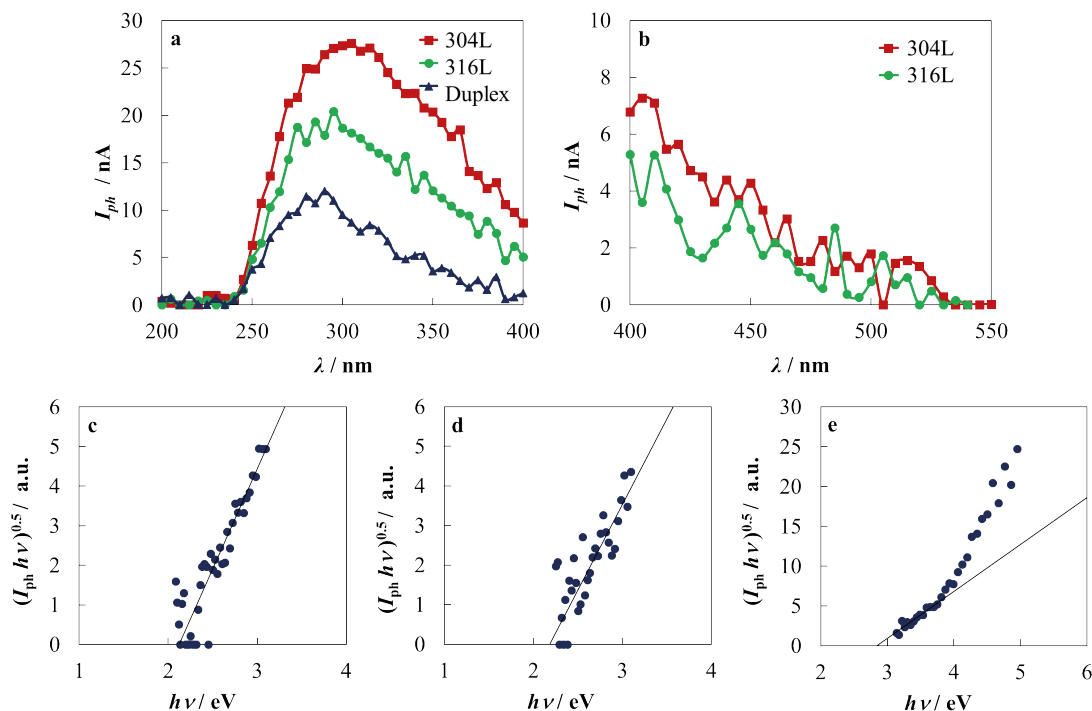 a
304L
316L
Duplex
30
25
20
15
10
5
0
200 250 300 350 400
I_ph / nA
λ / nm
b
304L
316L
10
8
6
4
2
0
400 450 500 550
I_ph / nA
λ / nm
c
6
5
4
3
2
1
0
1 2 3 4
(I_ph hν)^0.5 / a.u.
hν / eV
d
6
5
4
3
2
1
0
1 2 3 4
(I_ph hν)^0.5 / a.u.
hν / eV
e
30
25
20
15
10
5
0
2 3 4 5 6
(I_ph hν)^0.5 / a.u.
hν / eV